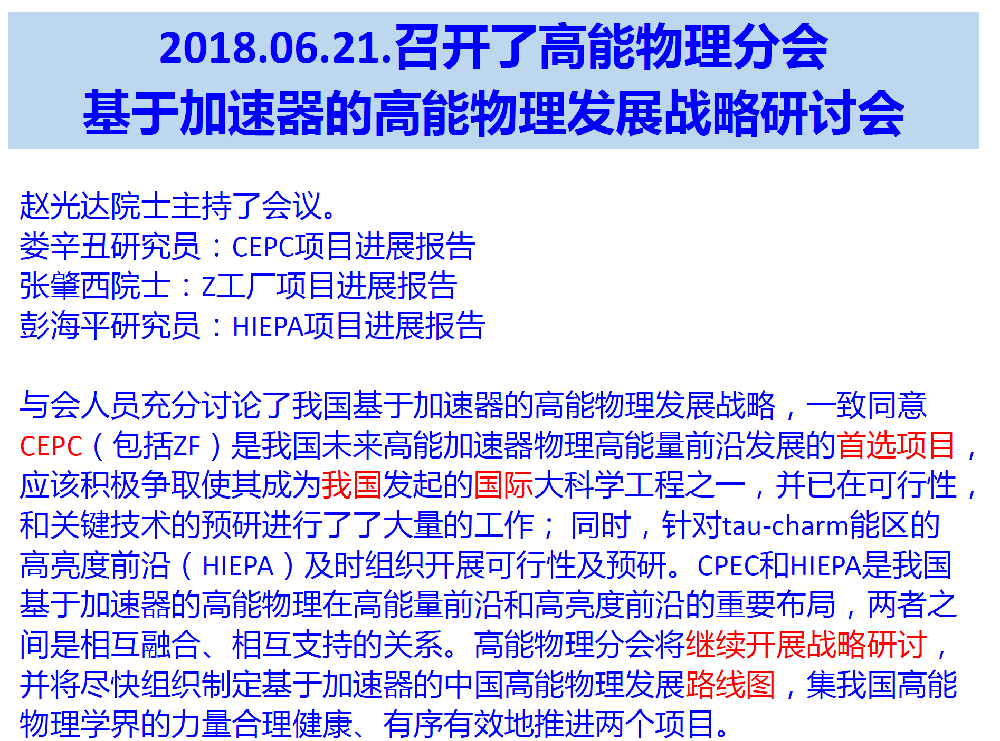 2018.06.21.召开了高能物理分会
基于加速器的高能物理发展战略研讨会
赵光达院士主持了会议。
娄辛丑研究员：CEPC项目进展报告
张肇西院士：Z工厂项目进展报告
彭海平研究员：HIEPA项目进展报告
与会人员充分讨论了我国基于加速器的高能物理发展战略，一致同意
CEPC（包括ZF）是我国未来高能加速器物理高能量前沿发展的首选项目，
应该积极争取使其成为我国发起的国际大科学工程之一，并已在可行性，
和关键技术的预研进行了了大量的工作； 同时，针对tau-charm能区的
高亮度前沿（HIEPA）及时组织开展可行性及预研。CPEC和HIEPA是我国
基于加速器的高能物理在高能量前沿和高亮度前沿的重要布局，两者之
间是相互融合、相互支持的关系。高能物理分会将继续开展战略研讨，
并将尽快组织制定基于加速器的中国高能物理发展路线图，集我国高能
物理学界的力量合理健康、有序有效地推进两个项目。